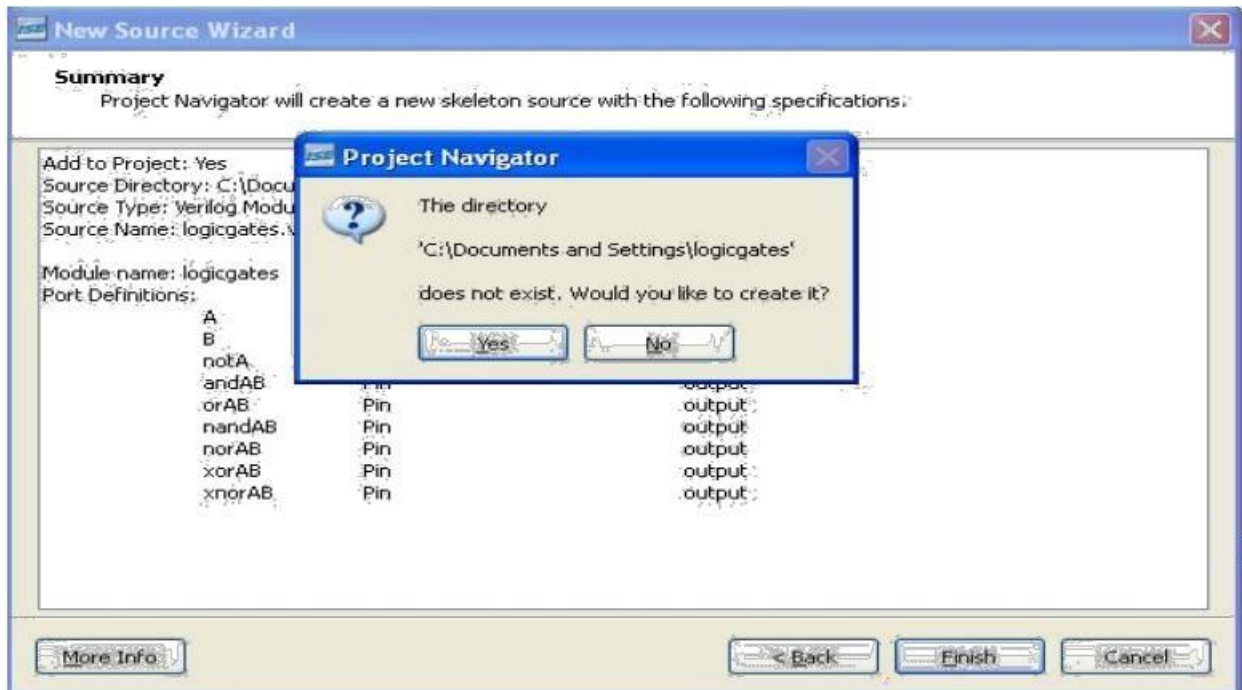 New Source Wizard
Summary
Project Navigator will create a new skeleton source with the following specifications.
Add to Project: Yes
Source Directory: C:\Docu
Source Type: Verilog Modu
Source Name: logicgates.v
Module name: logicgates
Port Definitions:
A
B
notA
andAB Pin output
orAB Pin output
nandAB Pin output
norAB Pin output
xorAB Pin output
xnorAB Pin output
ISE Project Navigator
The directory
'C:\Documents and Settings\logicgates'
does not exist. Would you like to create it?
Yes No
More Info < Back Finish Cancel